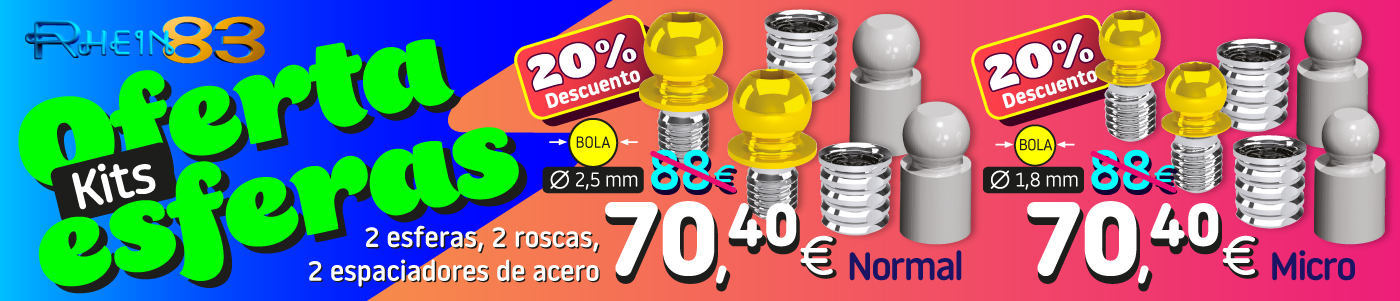 RHEIN83
Oferta
Kits
esferas
2 esferas, 2 roscas,
2 espaciadores de acero
20%
Descuento
BOLA
Ø 2,5 mm
88€
70,40€
Normal
20%
Descuento
BOLA
Ø 1,8 mm
88€
70,40€
Micro